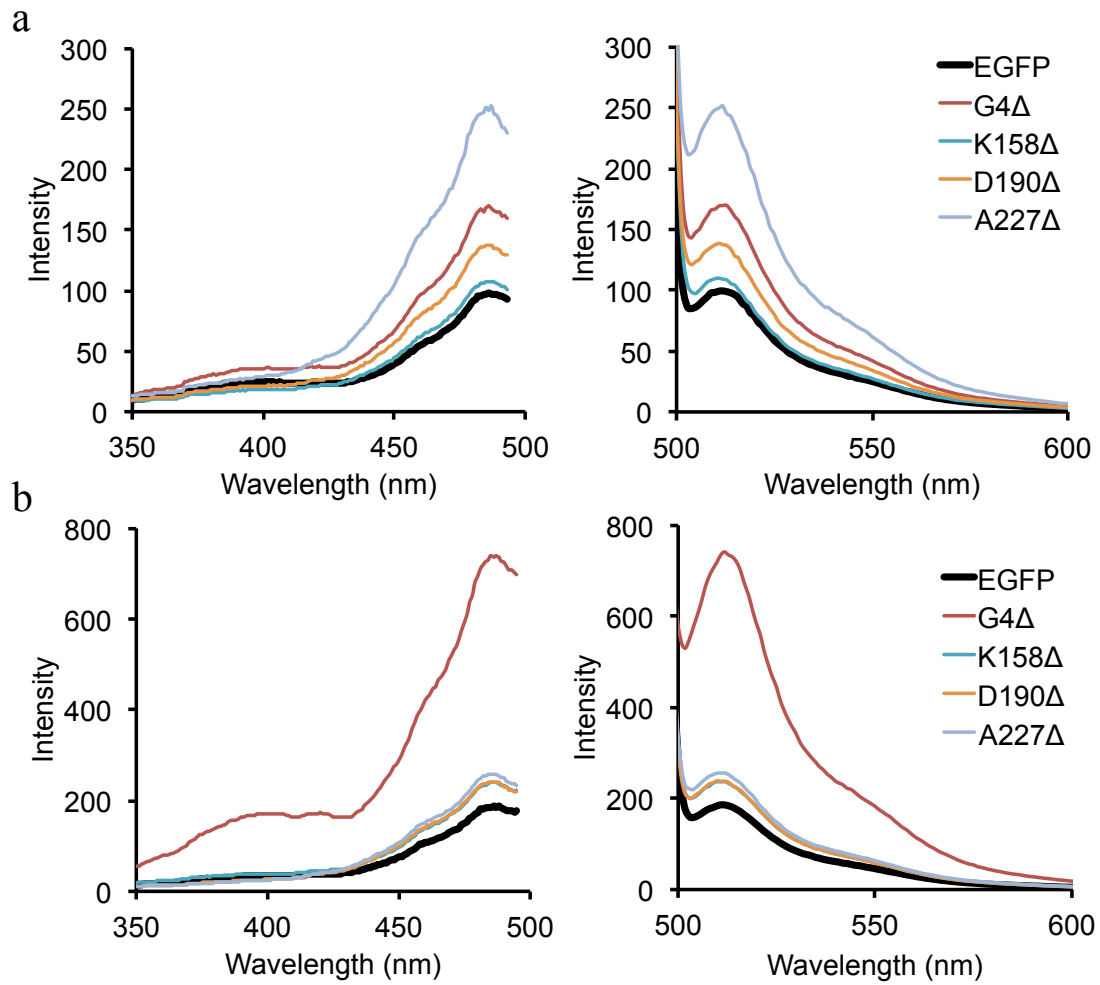 a
300
250
200
150
100
50
0
Intensity
350 400 450 500
Wavelength (nm)
300
250
200
150
100
50
0
Intensity
500 520 550 600
Wavelength (nm)
EGFP
G4Δ
K158Δ
D190Δ
A227Δ
b
800
600
400
200
0
Intensity
350 400 450 500
Wavelength (nm)
800
600
400
200
0
Intensity
500 520 550 600
Wavelength (nm)
EGFP
G4Δ
K158Δ
D190Δ
A227Δ